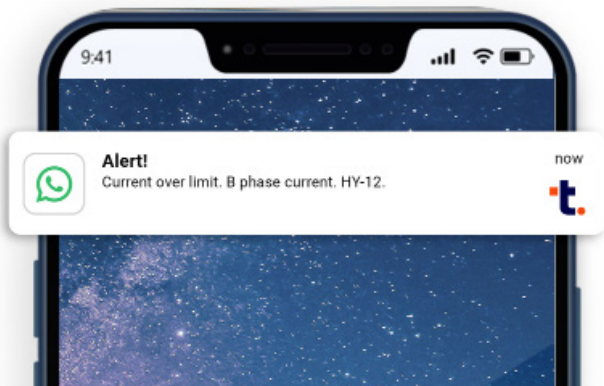 9:41
Alert!
now
Current over limit. B phase current. HY-12.
t.